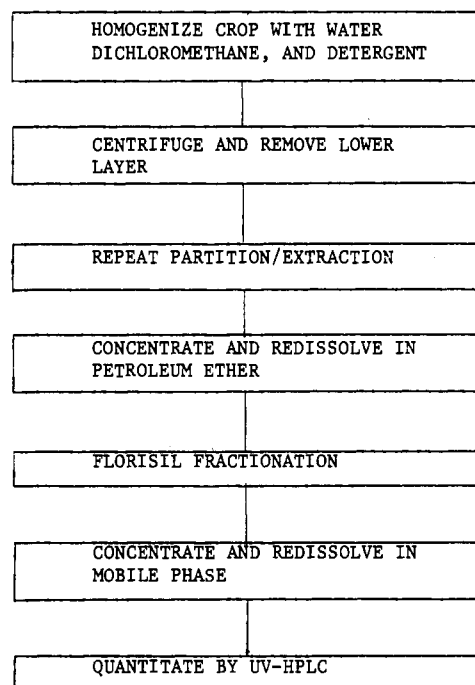 HOMOGENIZE CROP WITH WATER
DICHLOROMETHANE, AND DETERGENT
CENTRIFUGE AND REMOVE LOWER
LAYER
REPEAT PARTITION/EXTRACTION
CONCENTRATE AND REDISSOLVE IN
PETROLEUM ETHER
FLORISIL FRACTIONATION
CONCENTRATE AND REDISSOLVE IN
MOBILE PHASE
QUANTITATE BY UV-HPLC